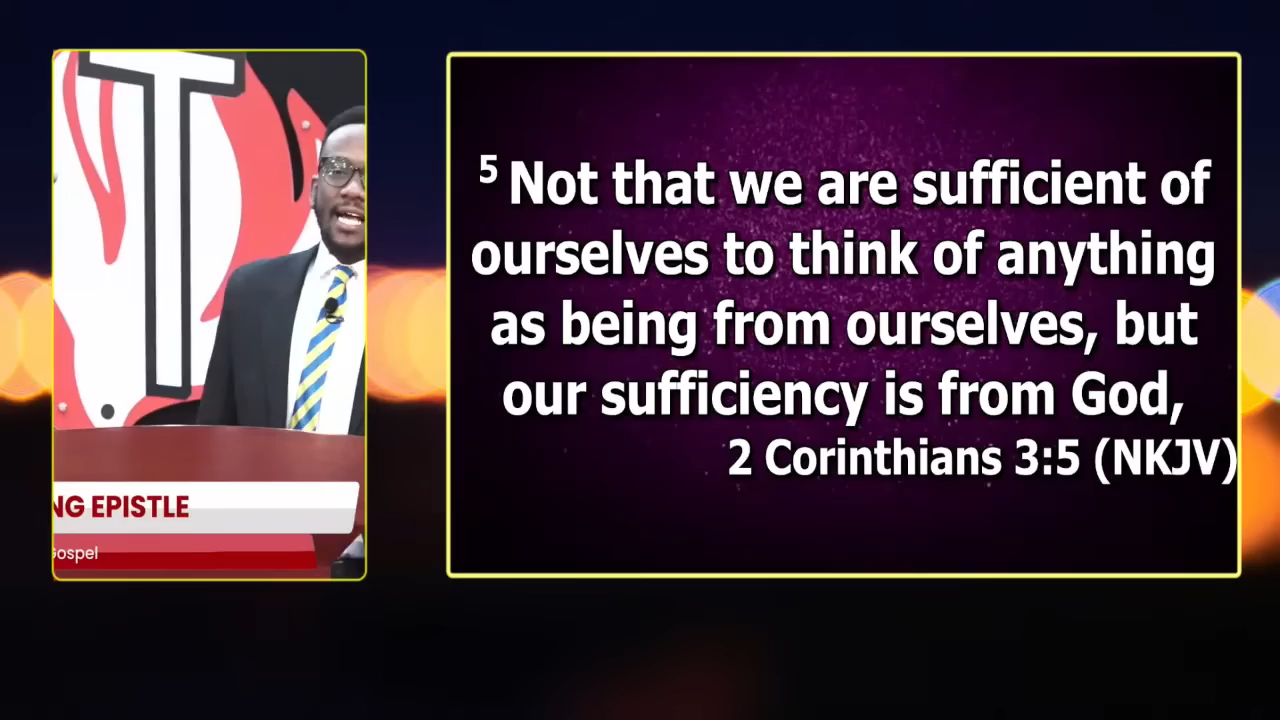 T
NG EPISTLE
Gospel
5 Not that we are sufficient of
ourselves to think of anything
as being from ourselves, but
our sufficiency is from God,
2 Corinthians 3:5 (NKJV)